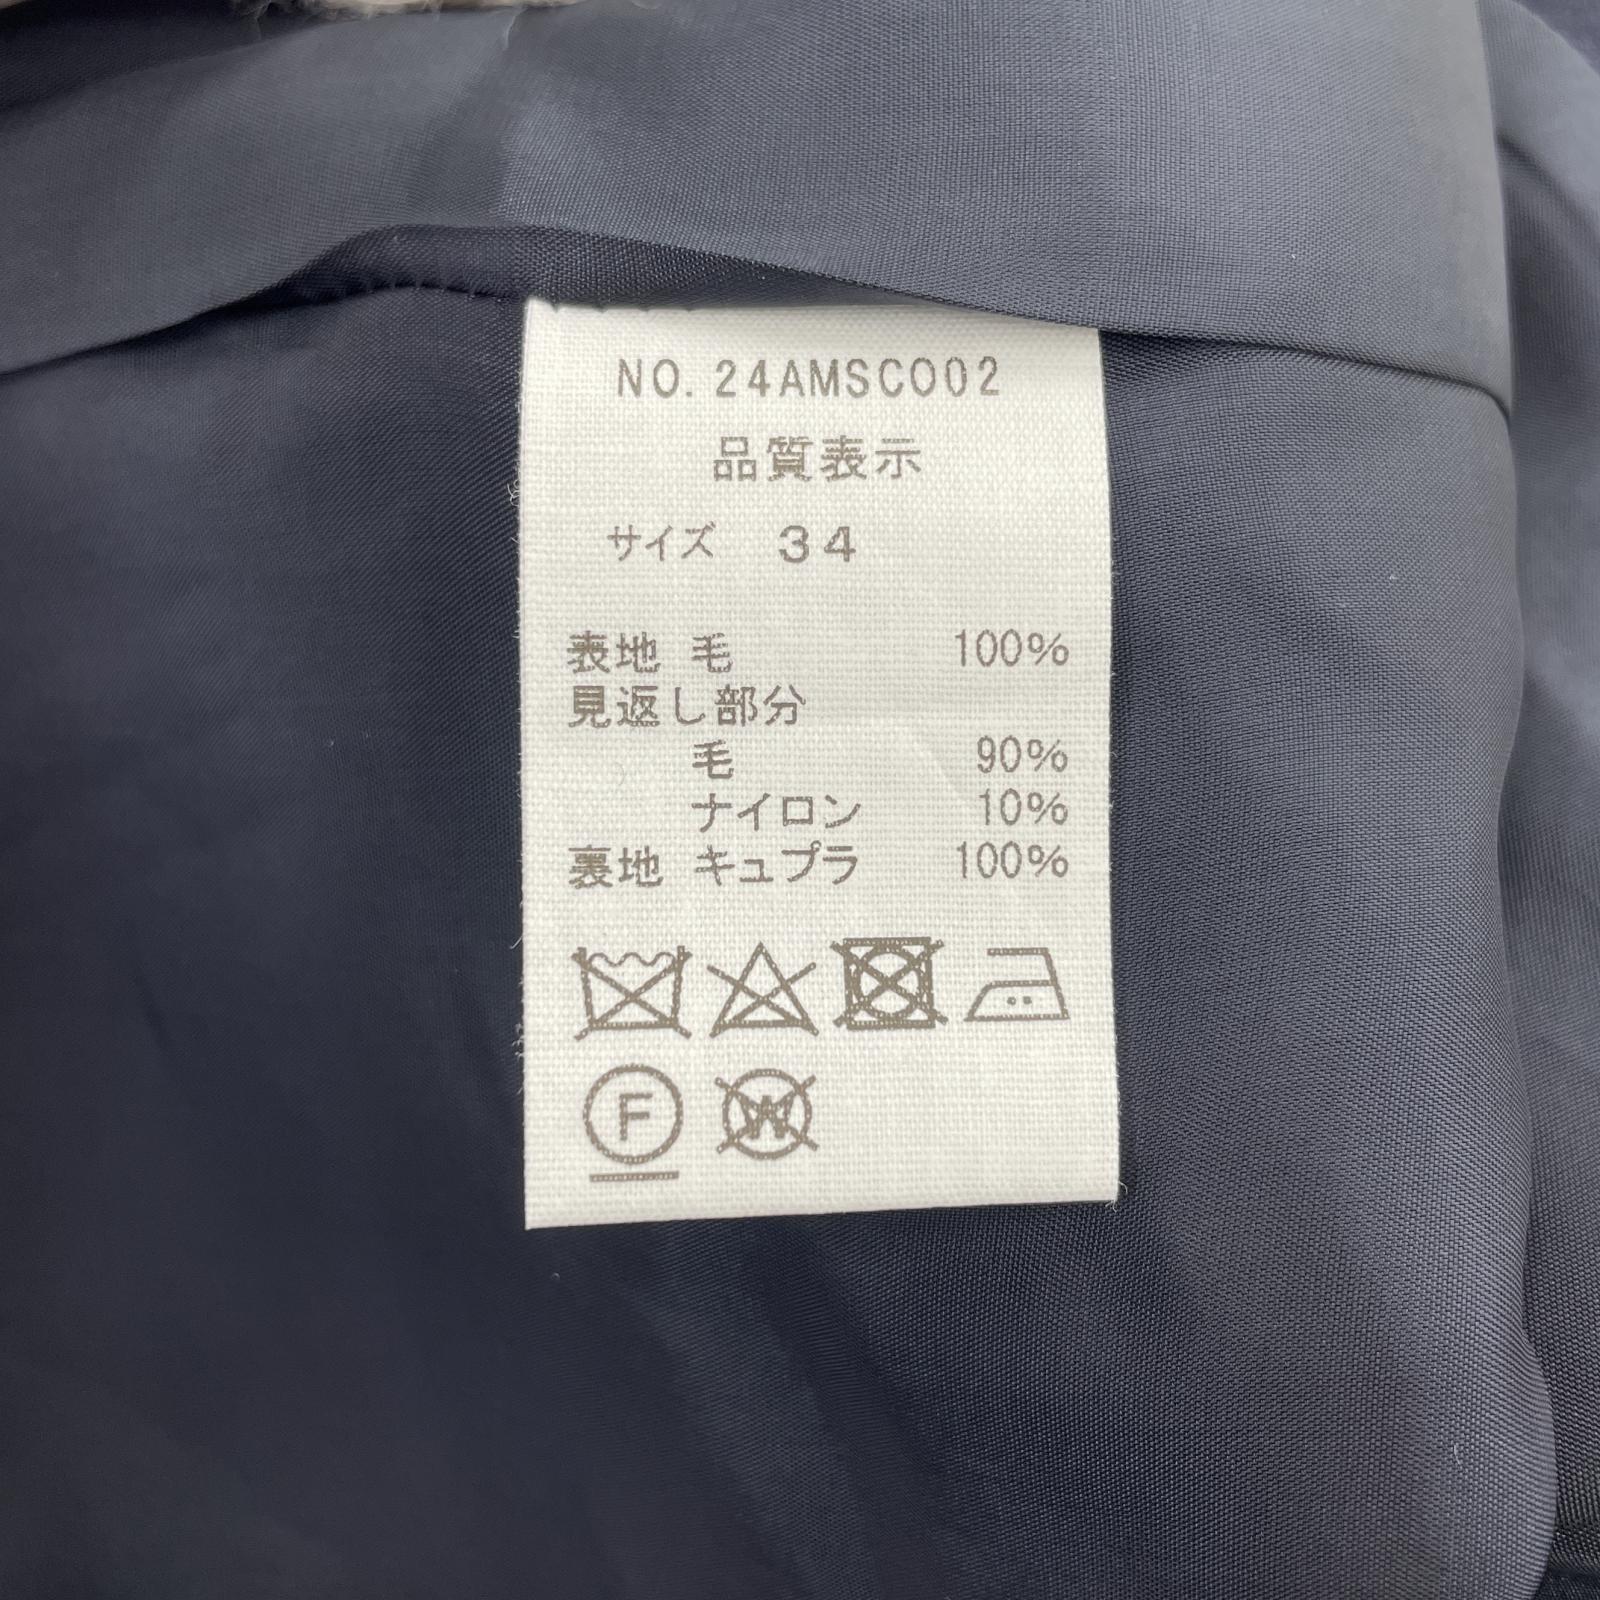 NO. 24AMSCO02
品質表示
サイズ 34
表地 毛 100%
見返し部分
毛 90%
ナイロン 10%
裏地 キュプラ 100%
F W